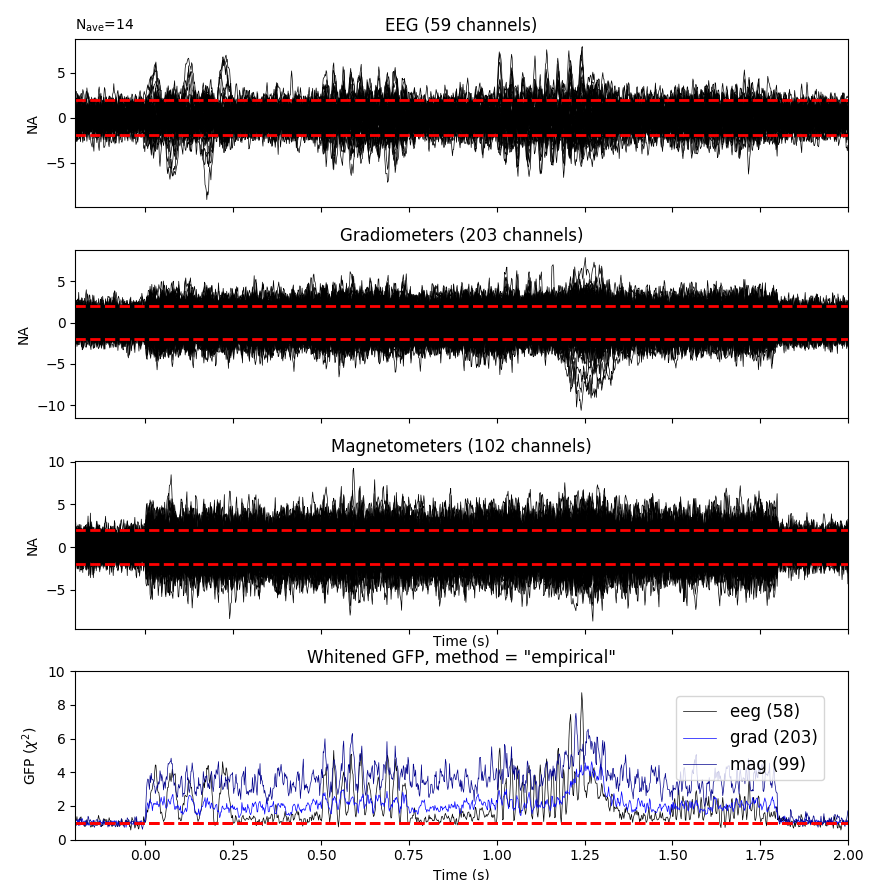 N_ave=14
EEG (59 channels)
5
0
−5
NA
Gradiometers (203 channels)
5
0
−5
−10
NA
Magnetometers (102 channels)
10
5
0
−5
NA
Time (s)
Whitened GFP, method = "empirical"
10
8
6
4
2
0
GFP (χ²)
eeg (58)
grad (203)
mag (99)
0.00 0.25 0.50 0.75 1.00 1.25 1.50 1.75 2.00
Time (s)